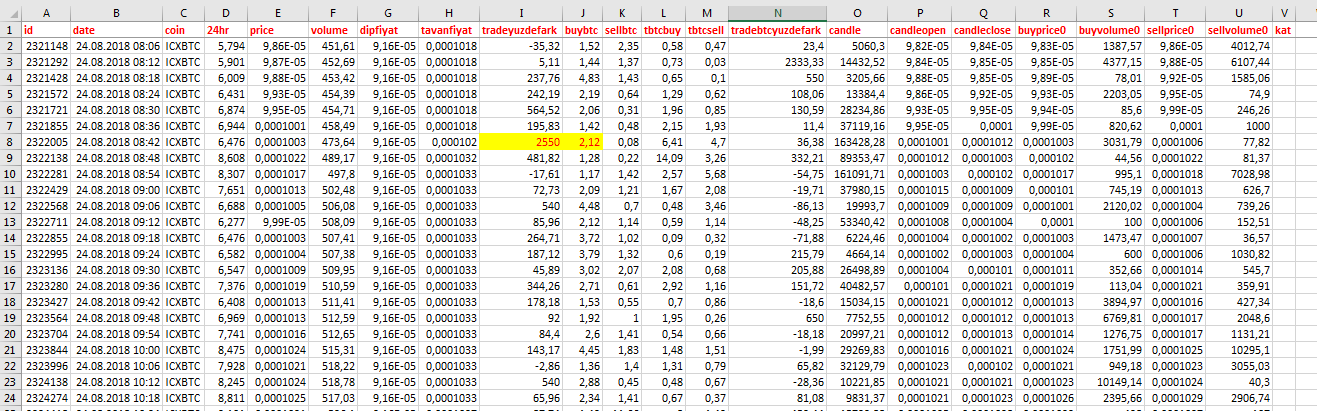 A B C D E F G H I J K L M N O P Q R S T U V
1 id date coin 24hr price volume dipfiyat tavanfiyat tradeyuzdefark buybtc sellbtc tbtcbuy tbtcsell tradebtcyuzdefark candle candleopen candleclose buyprice0 buyvolume0 sellprice0 sellvolume0 kat
2 2321148 24.08.2018 08:06 ICXBTC 5,794 9,86E-05 451,61 9,16E-05 0,0001018 -35,32 1,52 2,35 0,58 0,47 23,4 5060,3 9,82E-05 9,84E-05 9,83E-05 1387,57 9,86E-05 4012,74
3 2321292 24.08.2018 08:12 ICXBTC 5,901 9,87E-05 452,69 9,16E-05 0,0001018 5,11 1,44 1,37 0,73 0,03 2333,33 14432,52 9,84E-05 9,85E-05 9,85E-05 4377,15 9,88E-05 6107,44
4 2321428 24.08.2018 08:18 ICXBTC 6,009 9,88E-05 453,42 9,16E-05 0,0001018 237,76 4,83 1,43 0,65 0,1 550 3205,66 9,88E-05 9,85E-05 9,89E-05 78,01 9,92E-05 1585,06
5 2321572 24.08.2018 08:24 ICXBTC 6,431 9,93E-05 454,39 9,16E-05 0,0001018 242,19 2,19 0,64 1,29 0,62 108,06 13384,4 9,86E-05 9,92E-05 9,93E-05 2203,05 9,95E-05 74,9
6 2321721 24.08.2018 08:30 ICXBTC 6,874 9,95E-05 454,71 9,16E-05 0,0001018 564,52 2,06 0,31 1,96 0,85 130,59 28234,86 9,93E-05 9,95E-05 9,94E-05 85,6 9,99E-05 246,26
7 2321855 24.08.2018 08:36 ICXBTC 6,944 0,0001001 458,49 9,16E-05 0,0001018 195,83 1,42 0,48 2,15 1,93 11,4 37119,16 9,95E-05 0,0001 9,99E-05 820,62 0,0001 1000
8 2322005 24.08.2018 08:42 ICXBTC 6,476 0,0001003 473,64 9,16E-05 0,000102 2550 2,12 0,08 6,41 4,7 36,38 163428,28 0,0001001 0,0001012 0,0001003 3031,79 0,0001006 77,82
9 2322138 24.08.2018 08:48 ICXBTC 8,608 0,0001022 489,17 9,16E-05 0,0001032 481,82 1,28 0,22 14,09 3,26 332,21 89353,47 0,0001012 0,0001003 0,000102 44,56 0,0001022 81,37
10 2322281 24.08.2018 08:54 ICXBTC 8,307 0,0001017 497,8 9,16E-05 0,0001033 -17,61 1,17 1,42 2,57 5,68 -54,75 161091,71 0,0001003 0,000102 0,0001017 995,1 0,0001018 7028,98
11 2322429 24.08.2018 09:00 ICXBTC 7,651 0,0001013 502,48 9,16E-05 0,0001033 72,73 2,09 1,21 1,67 2,08 -19,71 37980,15 0,0001015 0,0001009 0,000101 745,19 0,0001013 626,7
12 2322568 24.08.2018 09:06 ICXBTC 6,688 0,0001005 506,08 9,16E-05 0,0001033 540 4,48 0,7 0,48 3,46 -86,13 19993,7 0,0001009 0,0001009 0,0001001 2120,02 0,0001004 739,26
13 2322711 24.08.2018 09:12 ICXBTC 6,277 9,99E-05 508,09 9,16E-05 0,0001033 85,96 2,12 1,14 0,59 1,14 -48,25 53340,42 0,0001008 0,0001004 0,0001 100 0,0001003 152,51
14 2322855 24.08.2018 09:18 ICXBTC 6,476 0,0001003 507,41 9,16E-05 0,0001033 264,71 3,72 1,02 0,09 0,32 -71,88 6224,46 0,0001004 0,0001002 0,0001003 1473,47 0,0001007 36,57
15 2322995 24.08.2018 09:24 ICXBTC 6,582 0,0001004 507,38 9,16E-05 0,0001033 187,12 3,79 1,32 0,6 0,19 215,79 4664,14 0,0001002 0,0001003 0,0001004 600 0,0001006 1030,82
16 2323136 24.08.2018 09:30 ICXBTC 6,547 0,0001009 509,95 9,16E-05 0,0001033 45,89 3,02 2,07 2,08 0,68 205,88 26498,89 0,0001004 0,000101 0,0001011 352,66 0,0001014 545,7
17 2323280 24.08.2018 09:36 ICXBTC 7,376 0,0001019 510,59 9,16E-05 0,0001033 344,26 2,71 0,61 2,92 1,16 151,72 40482,57 0,000101 0,0001021 0,0001019 113,04 0,0001021 359,91
18 2323427 24.08.2018 09:42 ICXBTC 6,408 0,0001013 511,41 9,16E-05 0,0001033 178,18 1,53 0,55 0,7 0,86 -18,6 15034,15 0,0001021 0,0001012 0,0001013 3894,97 0,0001016 427,34
19 2323564 24.08.2018 09:48 ICXBTC 6,969 0,0001013 512,59 9,16E-05 0,0001033 92 1,92 1 1,95 0,26 650 7752,55 0,0001012 0,0001012 0,0001013 6769,81 0,0001017 2048,6
20 2323704 24.08.2018 09:54 ICXBTC 7,741 0,0001016 512,65 9,16E-05 0,0001033 84,4 2,6 1,41 0,54 0,66 -18,18 20997,21 0,0001012 0,0001013 0,0001014 1276,75 0,0001017 1131,21
21 2323844 24.08.2018 10:00 ICXBTC 8,475 0,0001024 515,31 9,16E-05 0,0001033 143,17 4,45 1,83 1,48 1,51 -1,99 29269,83 0,0001016 0,0001021 0,0001023 1751,99 0,0001025 10295,1
22 2323996 24.08.2018 10:06 ICXBTC 7,928 0,0001021 518,22 9,16E-05 0,0001033 -2,86 1,36 1,4 1,31 0,79 65,82 32129,79 0,0001023 0,000102 0,0001021 949,18 0,0001023 3055,03
23 2324138 24.08.2018 10:12 ICXBTC 8,245 0,0001024 518,78 9,16E-05 0,0001033 540 2,88 0,45 0,48 0,67 -28,36 10221,85 0,0001021 0,0001021 0,0001023 10149,14 0,0001024 40,3
24 2324274 24.08.2018 10:18 ICXBTC 8,811 0,0001025 517,03 9,16E-05 0,0001033 65,96 2,34 1,41 0,67 0,37 81,08 9831,37 0,0001021 0,0001025 0,0001024 2395,66 0,0001029 2906,74